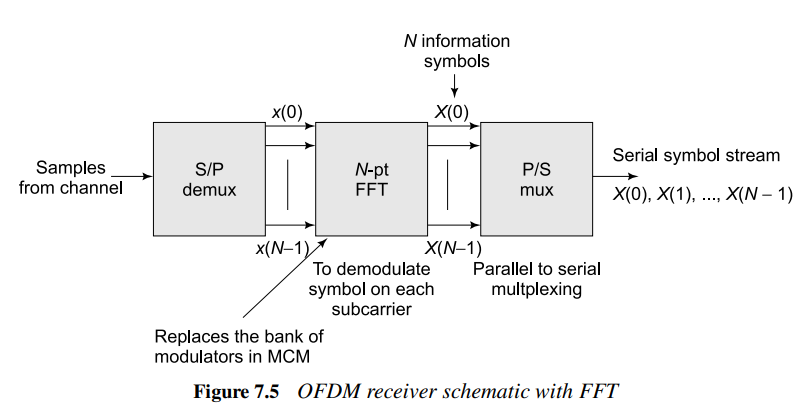 N information
symbols
x(0)
X(0)
Samples
from channel
S/P
demux
N-pt
FFT
P/S
mux
Serial symbol stream
X(0), X(1), ..., X(N – 1)
x(N–1)
X(N–1)
To demodulate
symbol on each
subcarrier
Parallel to serial
multplexing
Replaces the bank of
modulators in MCM
Figure 7.5 OFDM receiver schematic with FFT